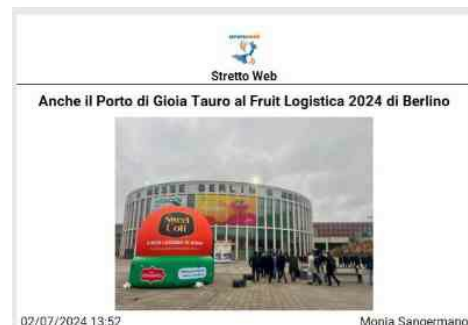 Stretto Web
Anche il Porto di Gioia Tauro al Fruit Logistica 2024 di Berlino
MESSE BERLIN
Sweet
02/07/2024 13:52
Monia Sangermano